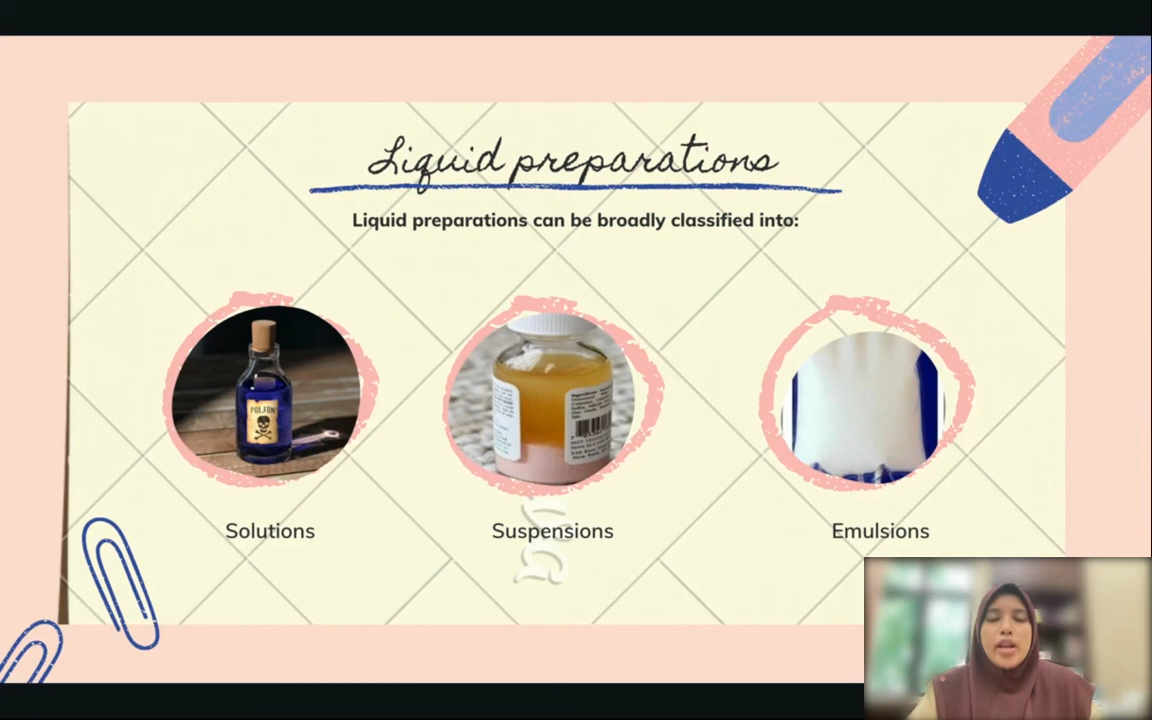 Liquid preparations
Liquid preparations can be broadly classified into:
POISON
Solutions
Suspensions
Emulsions